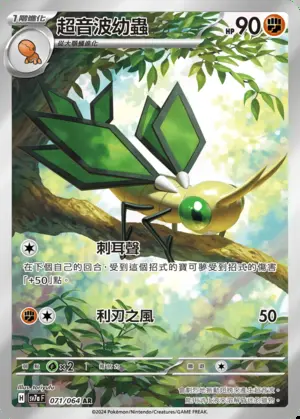 1階進化
超音波幼蟲
HP 90
從大顎蟻進化
刺耳聲
在下個自己的回合，受到這個招式的寶可夢受到招式的傷害
「+50」點。
利刃之風 50
×2
H sv7a F 071/064 AR
©2024 Pokémon/Nintendo/Creatures/GAME FREAK.